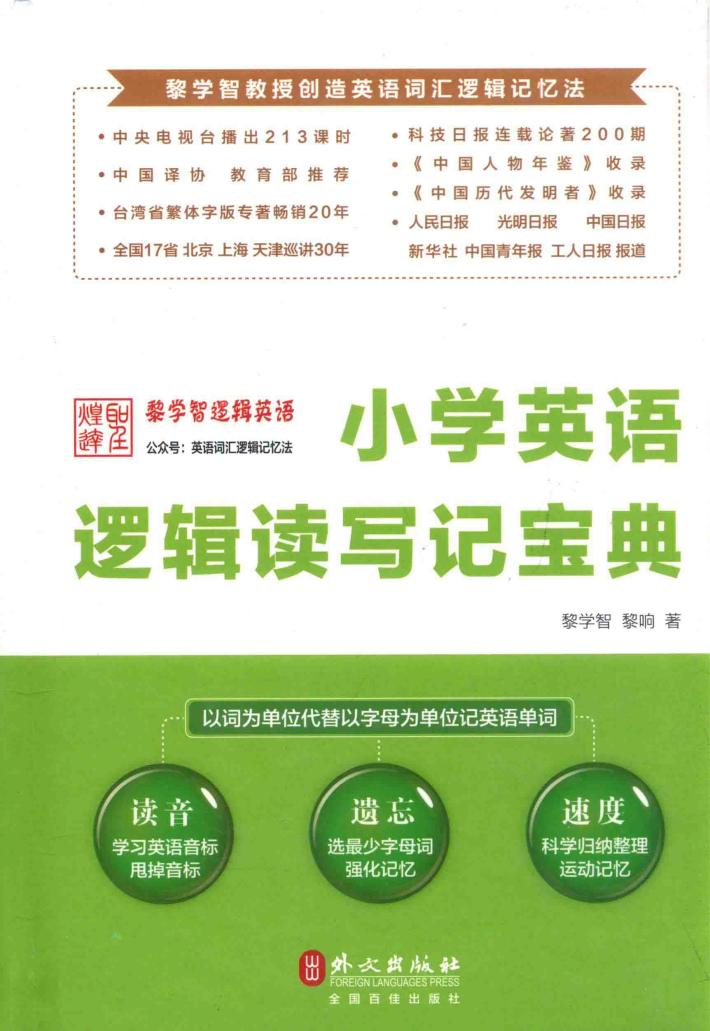 黎学智教授创造英语词汇逻辑记忆法
• 中央电视台播出213课时
• 中国译协 教育部推荐
• 台湾省繁体字版专著畅销20年
• 全国17省 北京 上海 天津巡讲30年
• 科技日报连载论著200期
• 《中国人物年鉴》收录
• 《中国历代发明者》收录
• 人民日报 光明日报 中国日报
新华社 中国青年报 工人日报 报道
黎学智逻辑英语
公众号：英语词汇逻辑记忆法
小学英语
逻辑读写记宝典
黎学智 黎响 著
以词为单位代替以字母为单位记英语单词
读音
学习英语音标
甩掉音标
遗忘
选最少字母词
强化记忆
速度
科学归纳整理
运动记忆
外文出版社
FOREIGN LANGUAGES PRESS
全国百佳出版社